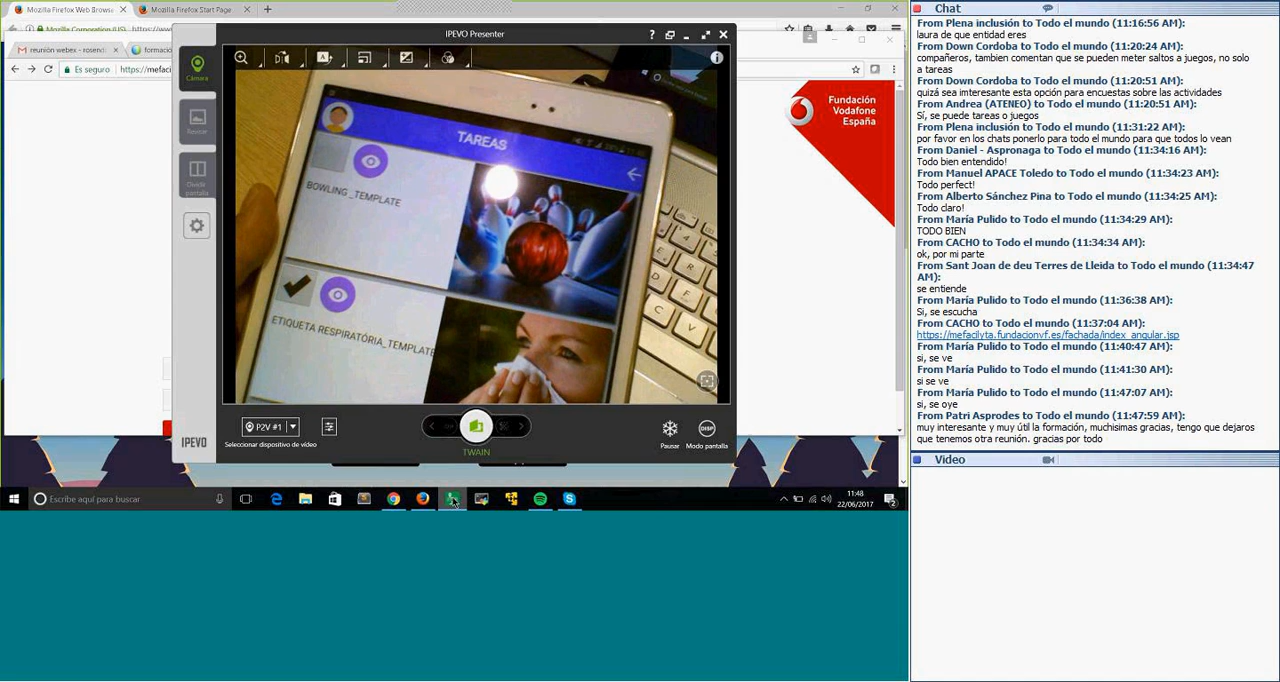 Mozilla Firefox Web Browse
Mozilla Firefox Start Page
Mozilla Corporation (US)
reunión webex - rosend
formació
Es seguro
https://mefaci
IPEVO Presenter
Cámara
Revisar
Divida
pantalla
IPEVO
TAREAS
BOWLING _TEMPLATE
ETIQUETA RESPIRATÓRIA_TEMPLATE
P2V #1
Seleccionar dispositivo de vídeo
TWAIN
Pausar
DISP
Modo pantalla
Fundación
Vodafone
España
Escribe aquí para buscar
11:48
22/06/2017
Chat
From Plena inclusión to Todo el mundo (11:16:56 AM):
laura de que entidad eres
From Down Cordoba to Todo el mundo (11:20:24 AM):
compañeros, tambien comentan que se pueden meter saltos a juegos, no solo
a tareas
From Down Cordoba to Todo el mundo (11:20:51 AM):
quizá sea interesante esta opción para encuestas sobre las actividades
From Andrea (ATENEO) to Todo el mundo (11:20:51 AM):
Sí, se puede tareas o juegos
From Plena inclusión to Todo el mundo (11:31:22 AM):
por favor en los chats ponerlo para todo el mundo para que todos lo vean
From Daniel - Aspronaga to Todo el mundo (11:34:16 AM):
Todo bien entendido!
From Manuel APACE Toledo to Todo el mundo (11:34:23 AM):
Todo perfect!
From Alberto Sánchez Pina to Todo el mundo (11:34:25 AM):
Todo claro!
From María Pulido to Todo el mundo (11:34:29 AM):
TODO BIEN
From CACHO to Todo el mundo (11:34:34 AM):
ok, por mi parte
From Sant Joan de deu Terres de Lleida to Todo el mundo (11:34:47
AM):
se entiende
From María Pulido to Todo el mundo (11:36:38 AM):
Si, se escucha
From CACHO to Todo el mundo (11:37:04 AM):
https://mefacilyta.fundacionvf.es/fachada/index_angular.jsp
From María Pulido to Todo el mundo (11:40:47 AM):
si, se ve
From María Pulido to Todo el mundo (11:41:30 AM):
si se ve
From María Pulido to Todo el mundo (11:47:07 AM):
si, se oye
From Patri Asprodes to Todo el mundo (11:47:59 AM):
muy interesante y muy útil la formación, muchisimas gracias, tengo que dejaros
que tenemos otra reunión. gracias por todo
Video